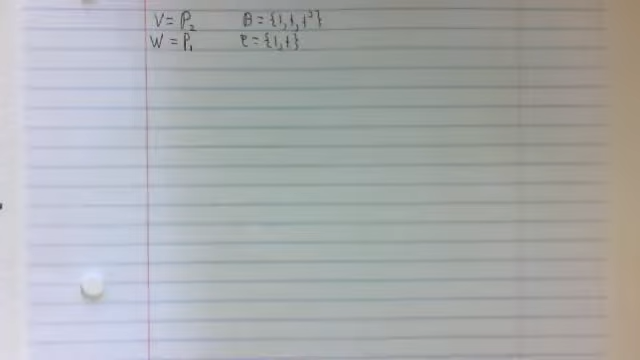 V = P₂ B = {1, t, t²}
W = P₁ C = {1, t}